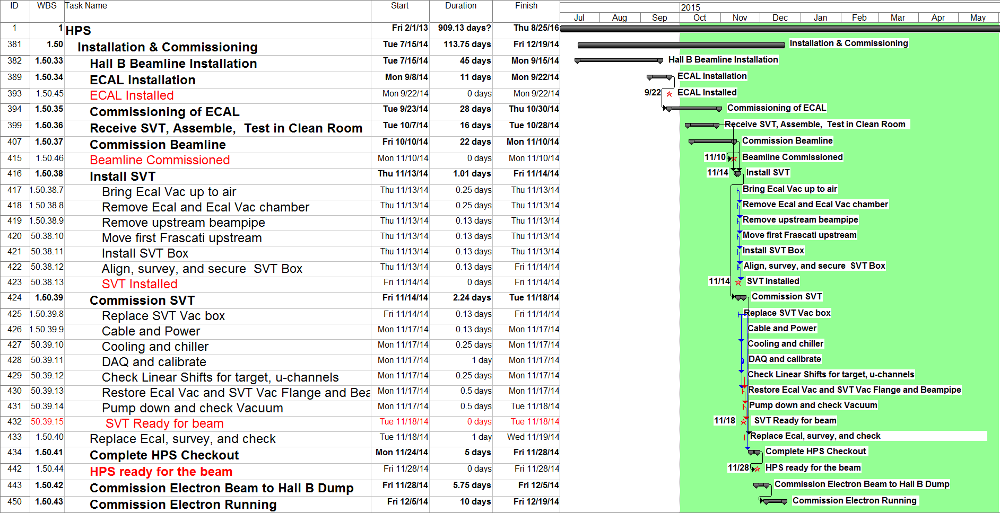 ID WBS Task Name Start Duration Finish 2015
Jul Aug Sep Oct Nov Dec Jan Feb Mar Apr May
1 1 HPS Fri 2/1/13 909.13 days? Thu 8/25/16
381 1.50 Installation & Commissioning Tue 7/15/14 113.75 days Fri 12/19/14 Installation & Commissioning
382 1.50.33 Hall B Beamline Installation Tue 7/15/14 45 days Mon 9/15/14 Hall B Beamline Installation
389 1.50.34 ECAL Installation Mon 9/8/14 11 days Mon 9/22/14 ECAL Installation
393 1.50.45 ECAL Installed Mon 9/22/14 0 days Mon 9/22/14 9/22 ECAL Installed
394 1.50.35 Commissioning of ECAL Tue 9/23/14 28 days Thu 10/30/14 Commissioning of ECAL
399 1.50.36 Receive SVT, Assemble, Test in Clean Room Tue 10/7/14 16 days Tue 10/28/14 Receive SVT, Assemble, Test in Clean Room
407 1.50.37 Commission Beamline Fri 10/10/14 22 days Mon 11/10/14 Commission Beamline
415 1.50.46 Beamline Commissioned Mon 11/10/14 0 days Mon 11/10/14 11/10 Beamline Commissioned
416 1.50.38 Install SVT Thu 11/13/14 1.01 days Fri 11/14/14 11/14 Install SVT
417 1.50.38.7 Bring Ecal Vac up to air Thu 11/13/14 0.25 days Thu 11/13/14 Bring Ecal Vac up to air
418 1.50.38.8 Remove Ecal and Ecal Vac chamber Thu 11/13/14 0.25 days Thu 11/13/14 Remove Ecal and Ecal Vac chamber
419 1.50.38.9 Remove upstream beampipe Thu 11/13/14 0.13 days Thu 11/13/14 Remove upstream beampipe
420 50.38.10 Move first Frascati upstream Thu 11/13/14 0.13 days Thu 11/13/14 Move first Frascati upstream
421 50.38.11 Install SVT Box Thu 11/13/14 0.13 days Thu 11/13/14 Install SVT Box
422 50.38.12 Align, survey, and secure SVT Box Thu 11/13/14 0.13 days Fri 11/14/14 Align, survey, and secure SVT Box
423 50.38.13 SVT Installed Fri 11/14/14 0 days Fri 11/14/14 11/14 SVT Installed
424 1.50.39 Commission SVT Fri 11/14/14 2.24 days Tue 11/18/14 Commission SVT
425 1.50.39.8 Replace SVT Vac box Fri 11/14/14 0.13 days Fri 11/14/14 Replace SVT Vac box
426 1.50.39.9 Cable and Power Mon 11/17/14 0.13 days Mon 11/17/14 Cable and Power
427 50.39.10 Cooling and chiller Mon 11/17/14 0.25 days Mon 11/17/14 Cooling and chiller
428 50.39.11 DAQ and calibrate Mon 11/17/14 1 day Mon 11/17/14 DAQ and calibrate
429 50.39.12 Check Linear Shifts for target, u-channels Mon 11/17/14 0.25 days Mon 11/17/14 Check Linear Shifts for target, u-channels
430 50.39.13 Restore Ecal Vac and SVT Vac Flange and Bea Mon 11/17/14 0.5 days Mon 11/17/14 Restore Ecal Vac and SVT Vac Flange and Beampipe
431 50.39.14 Pump down and check Vacuum Mon 11/17/14 0.5 days Tue 11/18/14 Pump down and check Vacuum
432 50.39.15 SVT Ready for beam Tue 11/18/14 0 days Tue 11/18/14 11/18 SVT Ready for beam
433 1.50.40 Replace Ecal, survey, and check Tue 11/18/14 1 day Wed 11/19/14 Replace Ecal, survey, and check
434 1.50.41 Complete HPS Checkout Mon 11/24/14 5 days Fri 11/28/14 Complete HPS Checkout
442 1.50.44 HPS ready for the beam Fri 11/28/14 0 days Fri 11/28/14 11/28 HPS ready for the beam
443 1.50.42 Commission Electron Beam to Hall B Dump Fri 11/28/14 5.75 days Fri 12/5/14 Commission Electron Beam to Hall B Dump
450 1.50.43 Commission Electron Running Fri 12/5/14 10 days Fri 12/19/14 Commission Electron Running